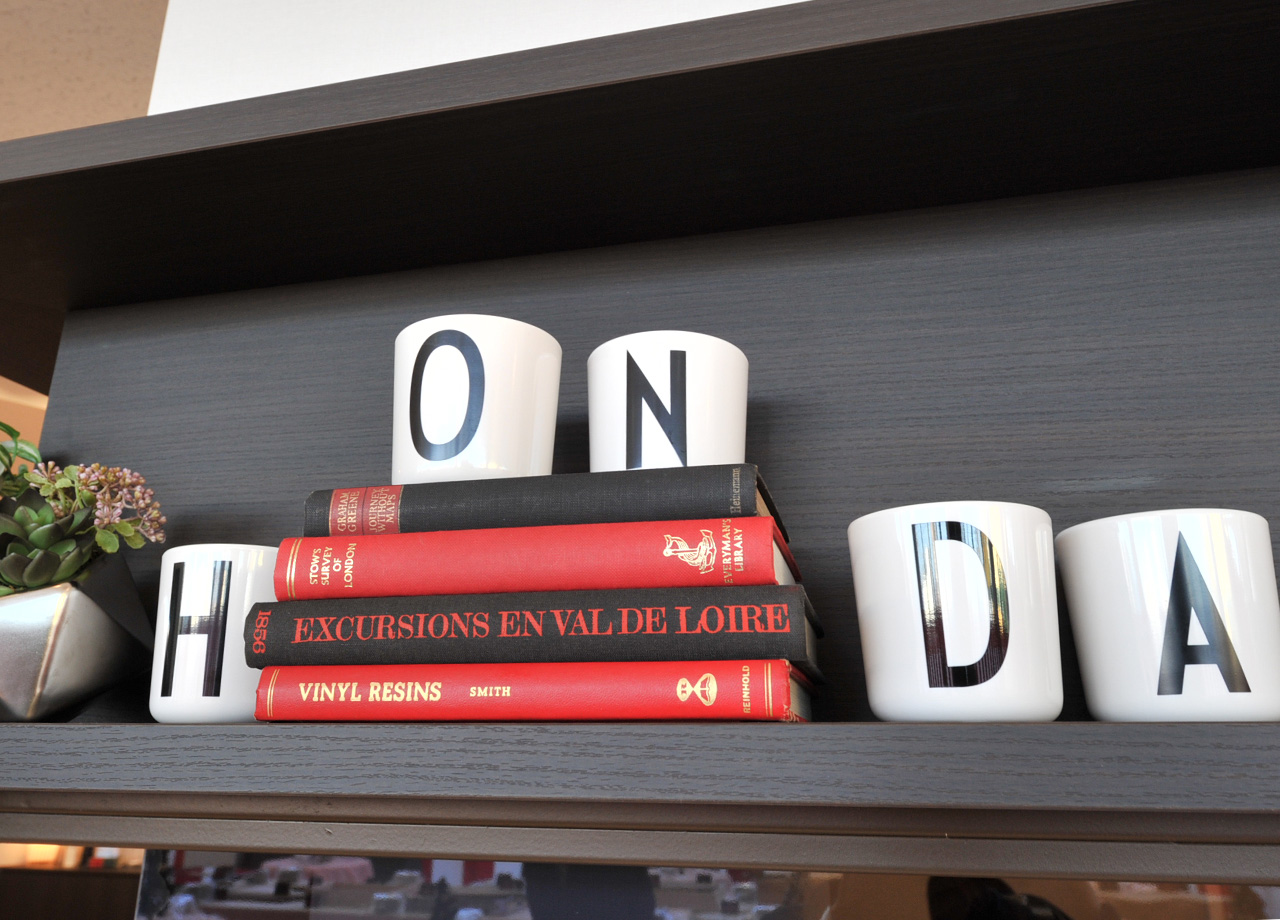 O
N
GRAHAM
GREENE
JOURNEY
WITHOUT
MAPS
Heinemann
STOW'S
SURVEY
OF
LONDON
EVERYMAN'S
LIBRARY
H
1856
EXCURSIONS EN VAL DE LOIRE
VINYL RESINS SMITH
REINHOLD
D
A